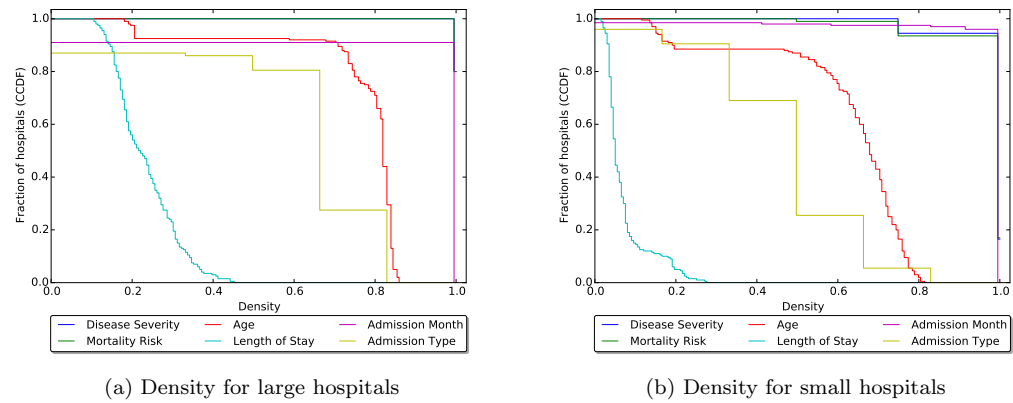 1.0
0.8
0.6
0.4
0.2
0.0
Fraction of hospitals (CCDF)
0.0 0.2 0.4 0.6 0.8 1.0
Density
Disease Severity Age Admission Month
Mortality Risk Length of Stay Admission Type
(a) Density for large hospitals
1.0
0.8
0.6
0.4
0.2
0.0
Fraction of hospitals (CCDF)
0.0 0.2 0.4 0.6 0.8 1.0
Density
Disease Severity Age Admission Month
Mortality Risk Length of Stay Admission Type
(b) Density for small hospitals